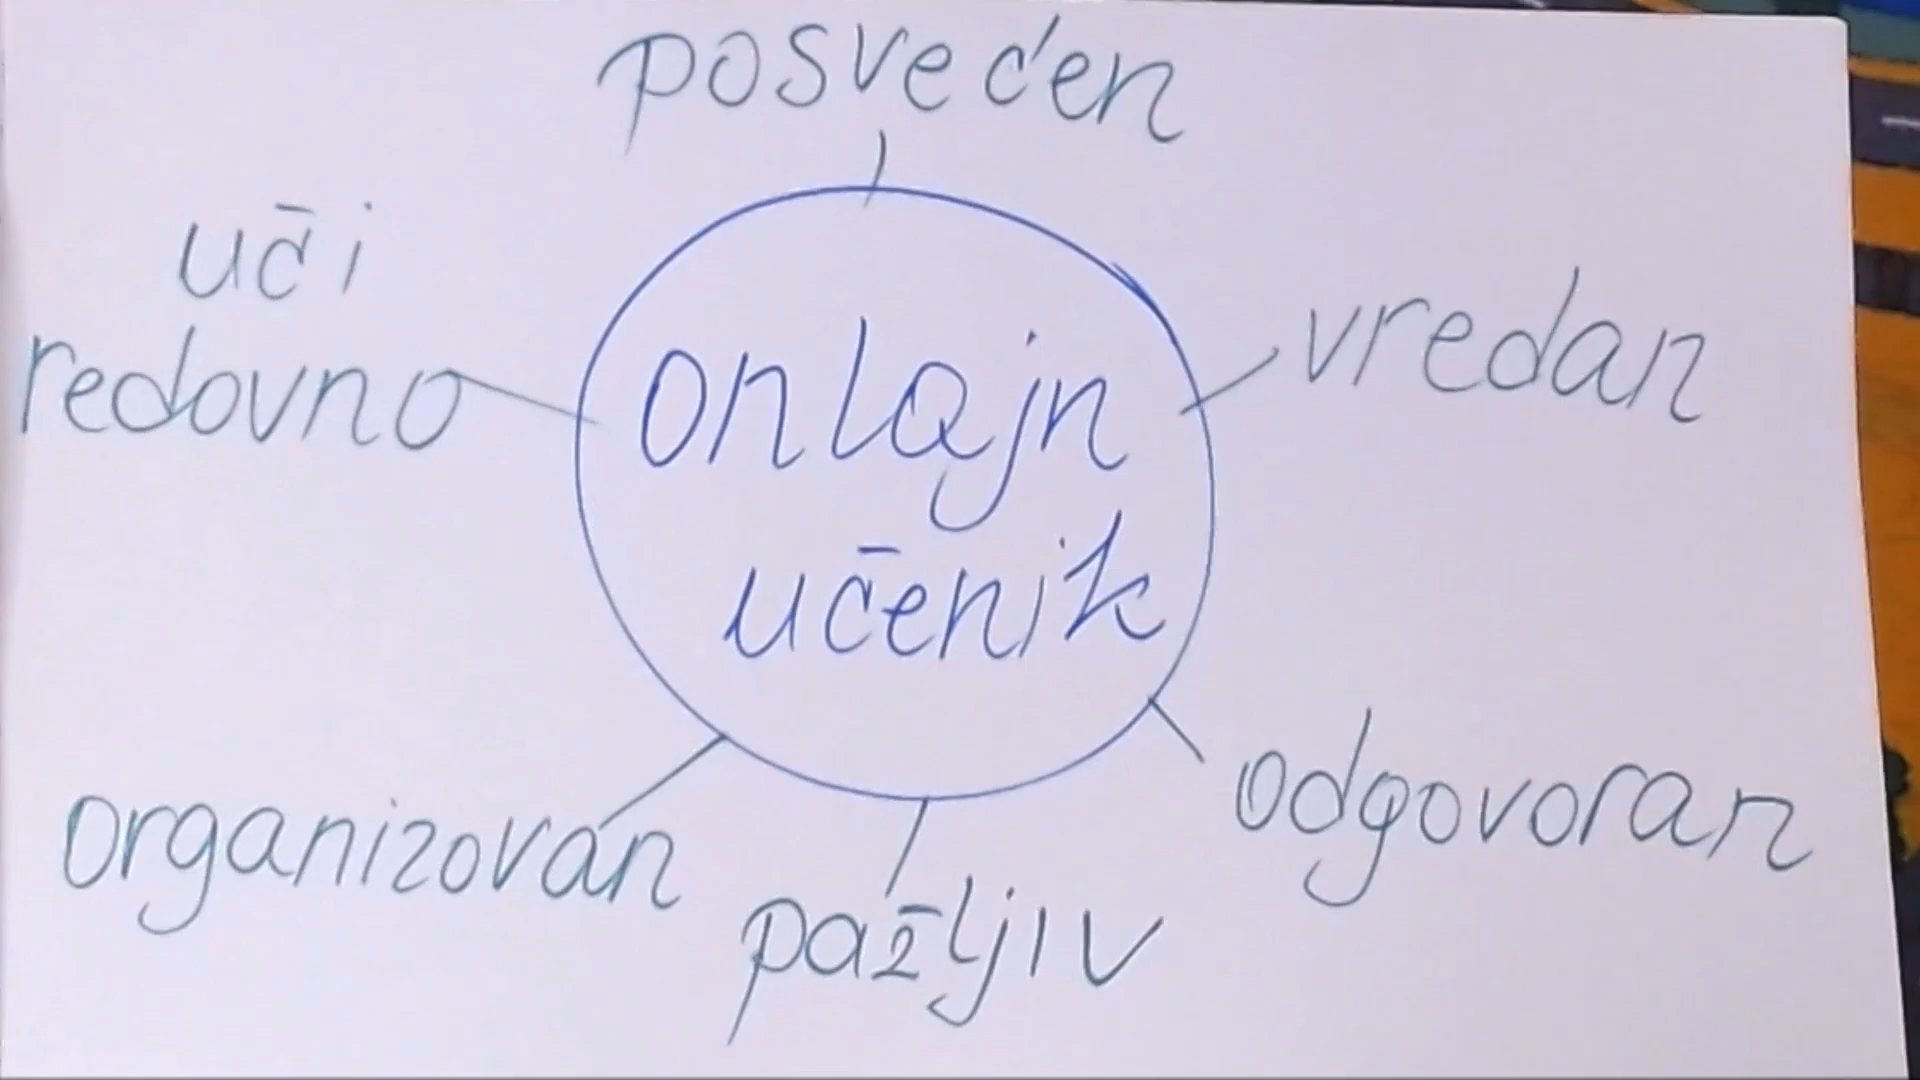 posvećen
uči
redovno
vredan
onlajn
učenik
odgovoran
organizovan
pažljiv